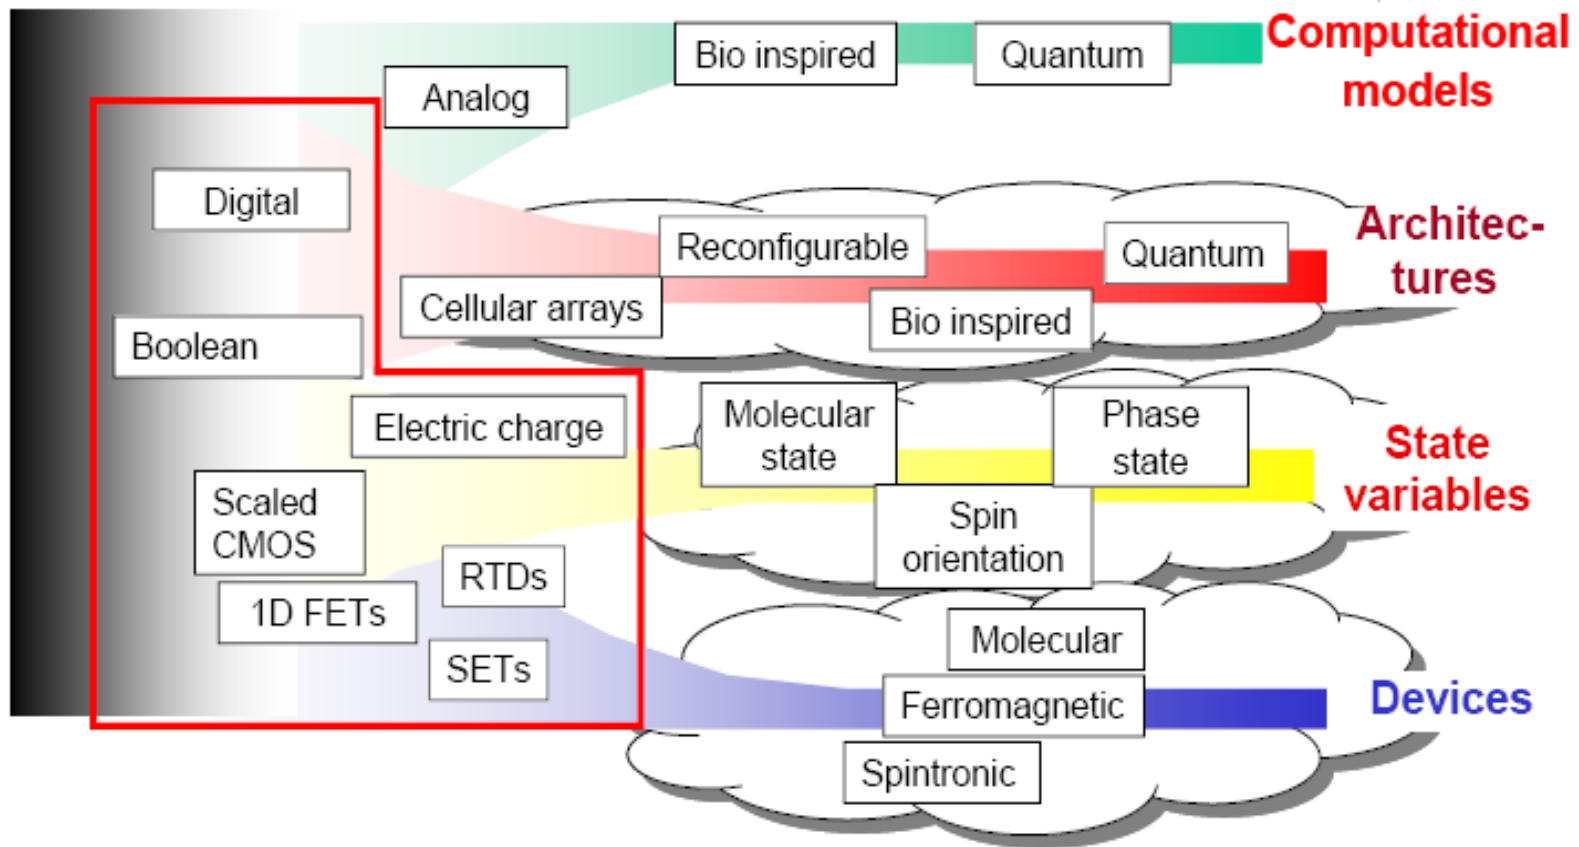 Computational
models
Bio inspired
Quantum
Analog
Digital
Architec-
tures
Reconfigurable
Quantum
Cellular arrays
Bio inspired
Boolean
Electric charge
Molecular
state
Phase
state
State
variables
Scaled
CMOS
Spin
orientation
RTDs
1D FETs
Molecular
SETs
Ferromagnetic
Devices
Spintronic